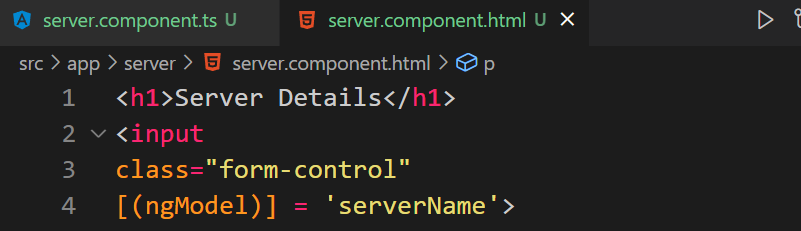 server.component.ts U server.component.html U ×
src > app > server > server.component.html > p
1 <h1>Server Details</h1>
2 <input
3 class="form-control"
4 [(ngModel)] = 'serverName'>